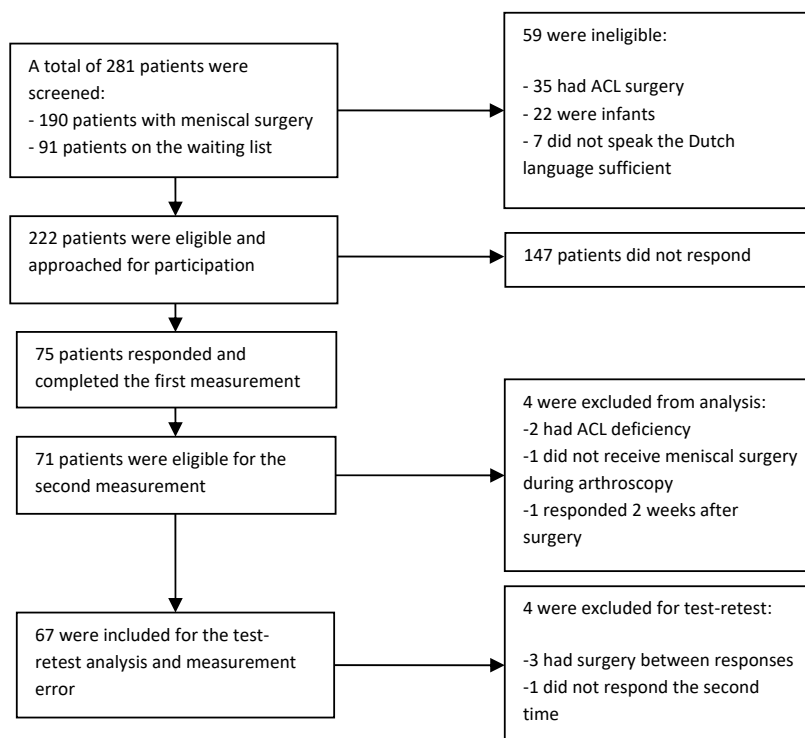 A total of 281 patients were
screened:
- 190 patients with meniscal surgery
- 91 patients on the waiting list
59 were ineligible:
- 35 had ACL surgery
- 22 were infants
- 7 did not speak the Dutch
language sufficient
222 patients were eligible and
approached for participation
147 patients did not respond
75 patients responded and
completed the first measurement
4 were excluded from analysis:
-2 had ACL deficiency
-1 did not receive meniscal surgery
during arthroscopy
-1 responded 2 weeks after
surgery
71 patients were eligible for the
second measurement
67 were included for the test-
retest analysis and measurement
error
4 were excluded for test-retest:
-3 had surgery between responses
-1 did not respond the second
time